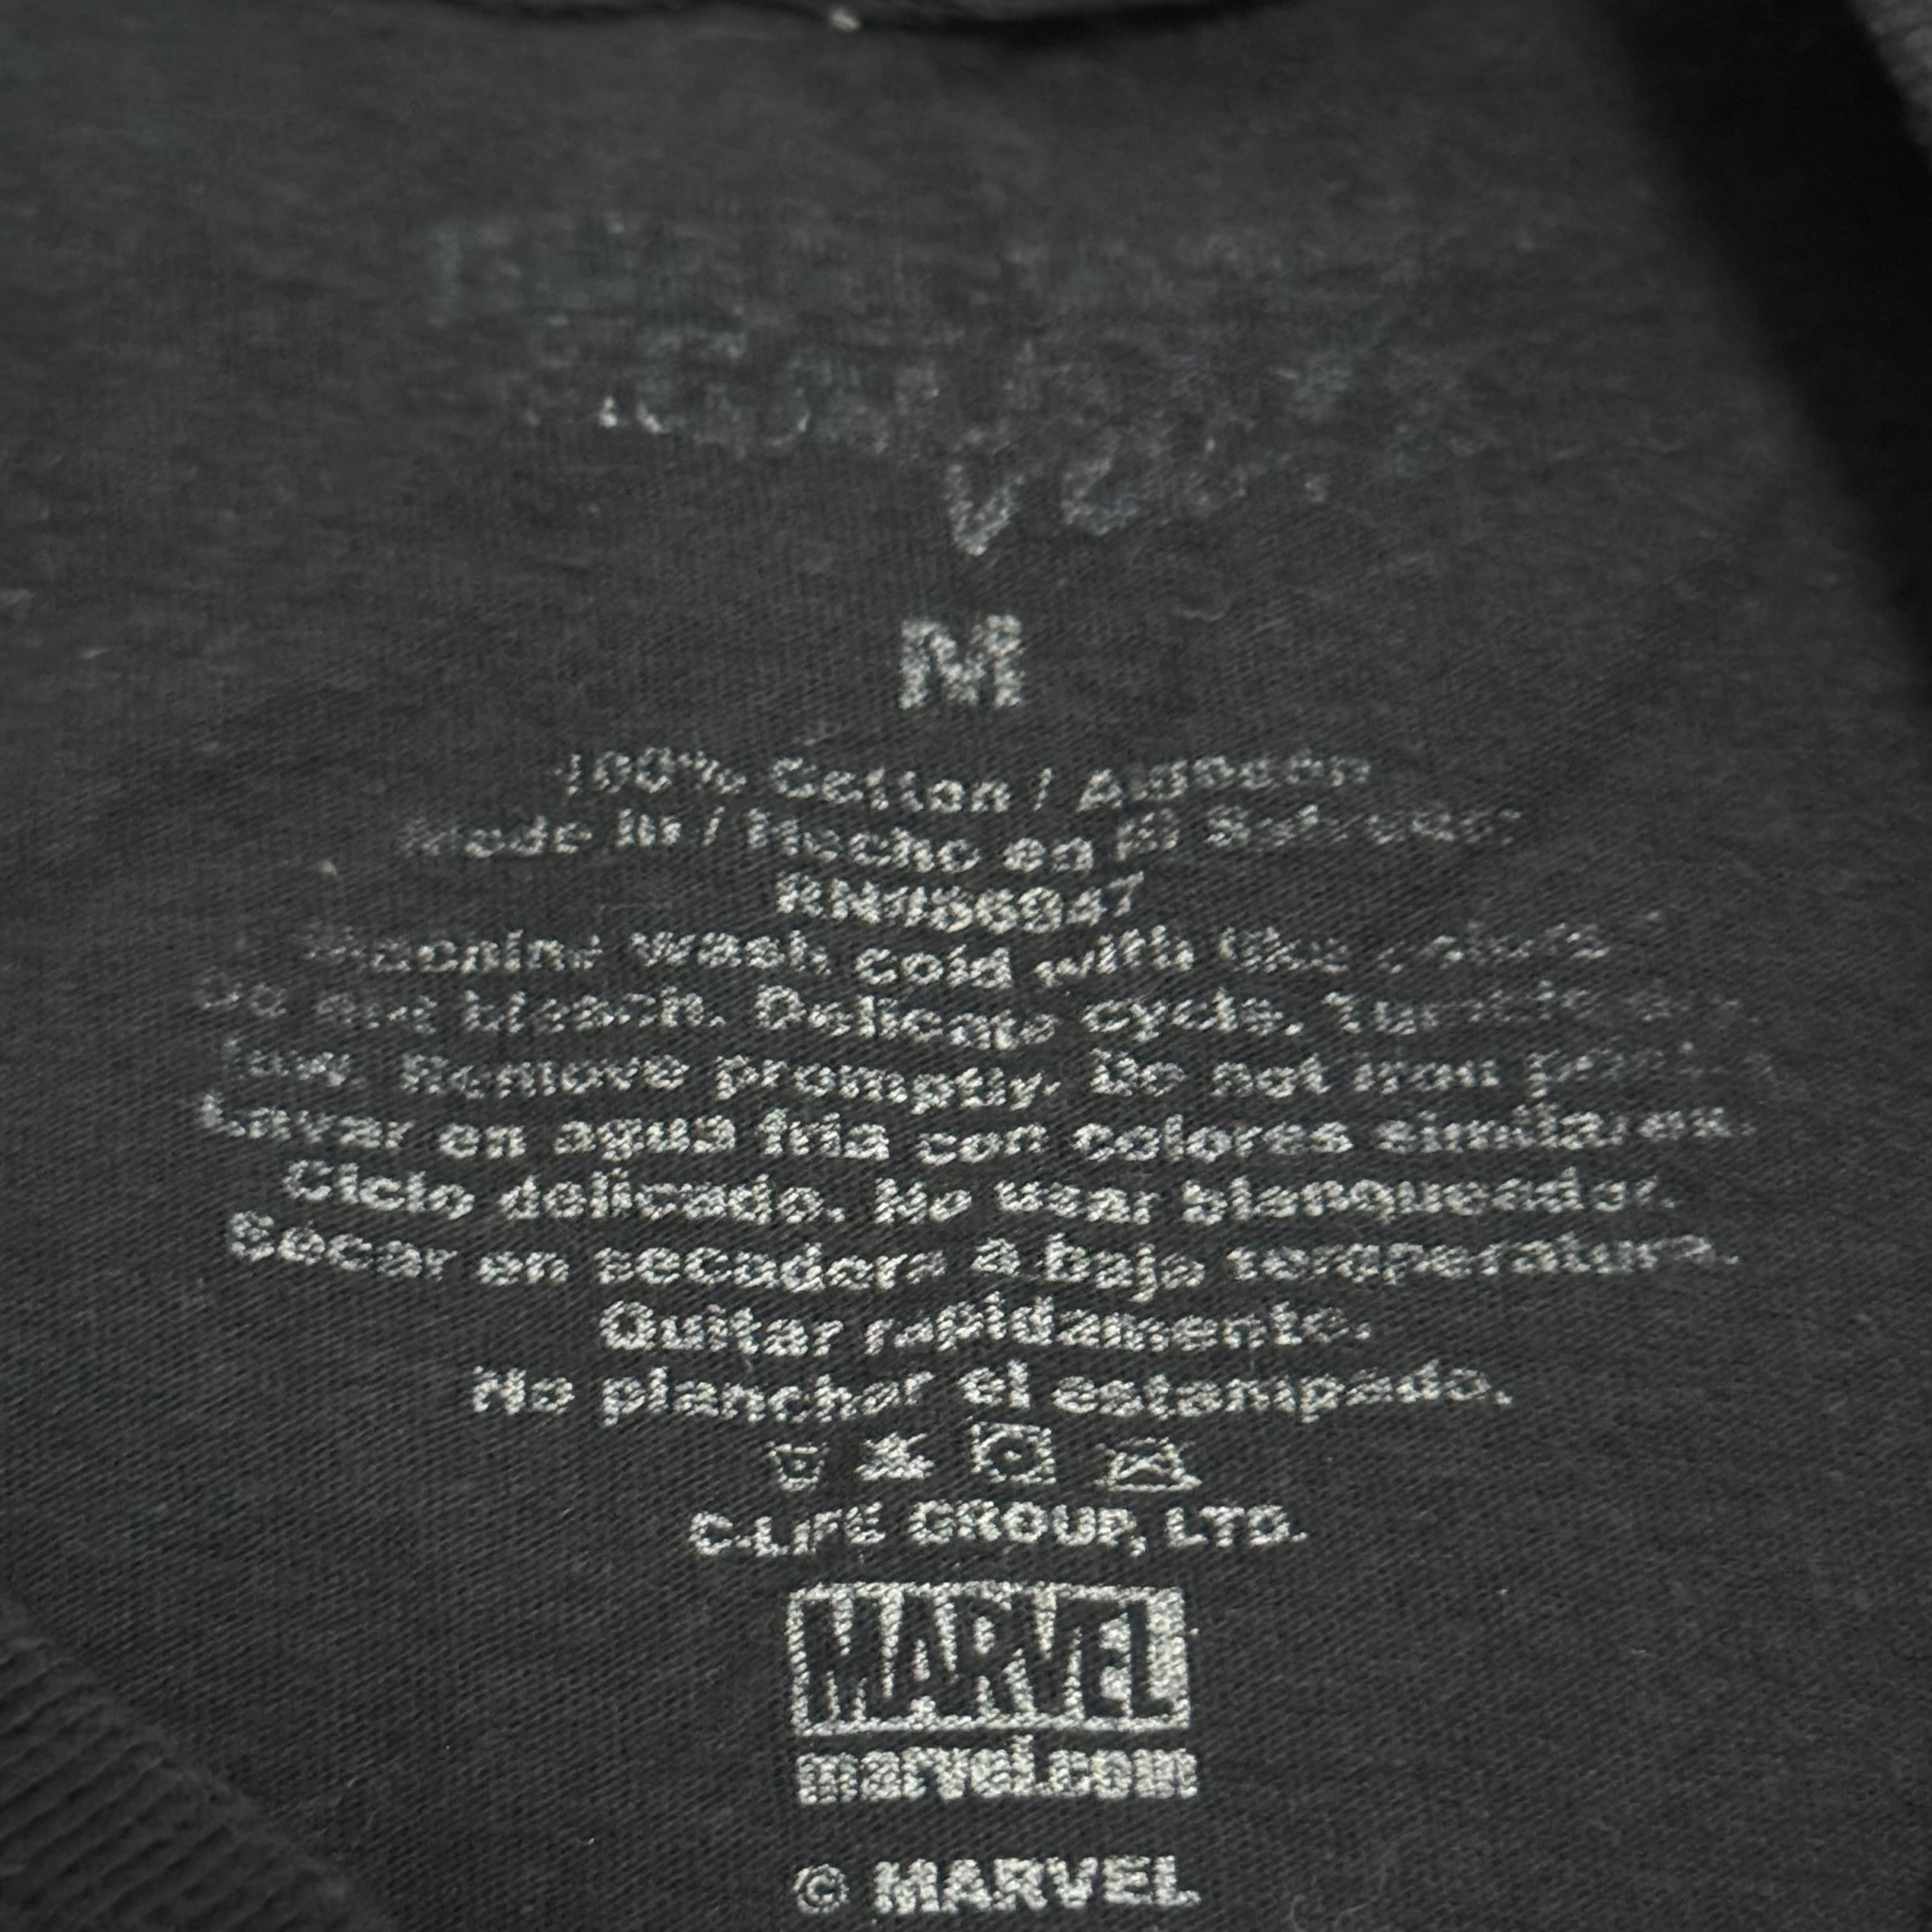 M
100% Cotton / Algodón
Made in / Hecho en El Salvador
RN#56947
Machine wash cold with like colors
Do not bleach. Delicate cycle. Tumble dry
low. Remove promptly. Do not iron print.
Lavar en agua fria con colores similares.
Ciclo delicado. No usar blanqueador.
Secar en secadora a baja temperatura.
Quitar rapidamente.
No planchar el estampado.
C-LIFE GROUP, LTD.
MARVEL
marvel.com
© MARVEL